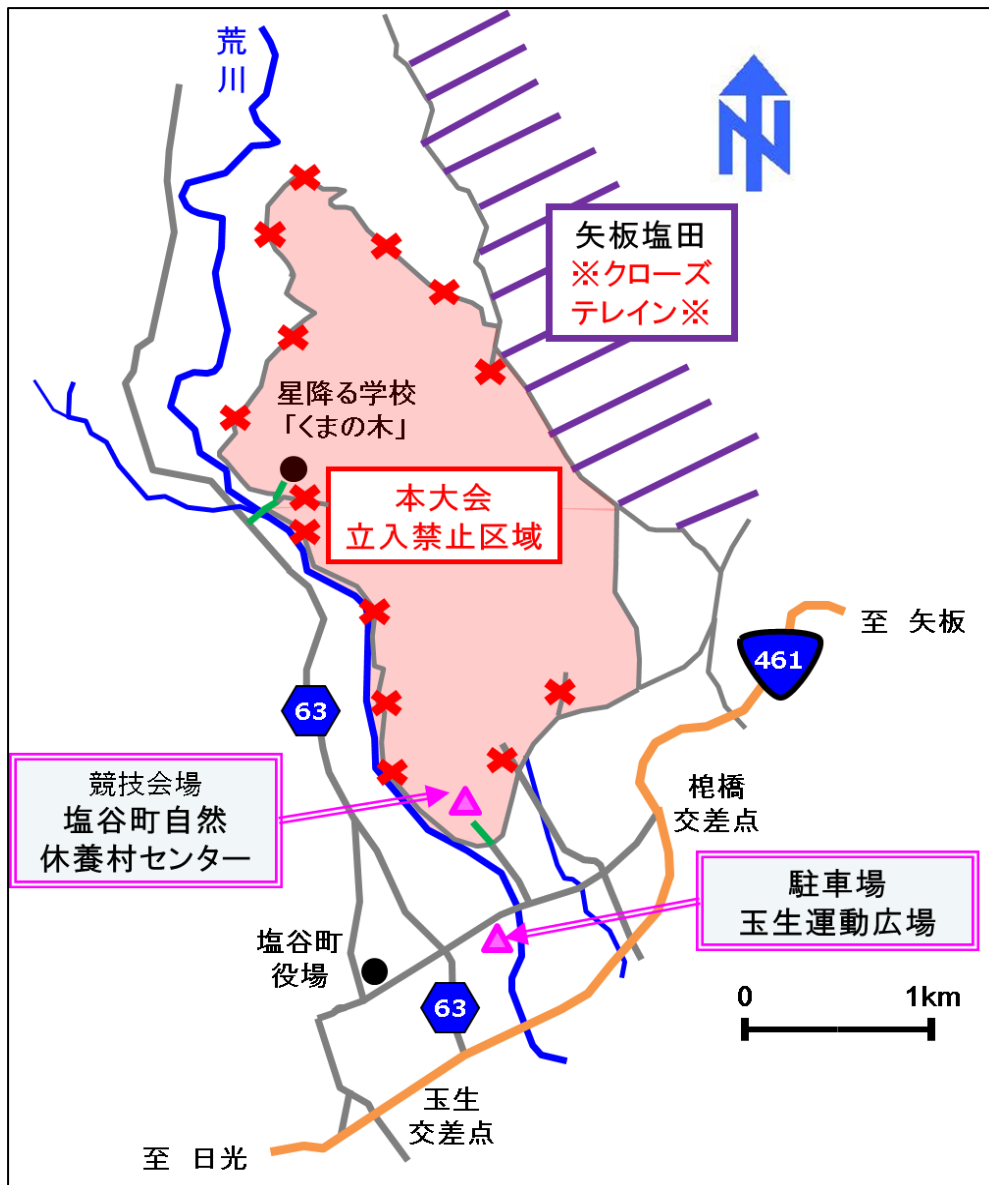 荒
川
N
矢板塩田
※クローズ
テレイン※
星降る学校
「くまの木」
本大会
立入禁止区域
至 矢板
461
63
競技会場
塩谷町自然
休養村センター
梍橋
交差点
駐車場
玉生運動広場
塩谷町
役場
63
0 1km
玉生
交差点
至 日光